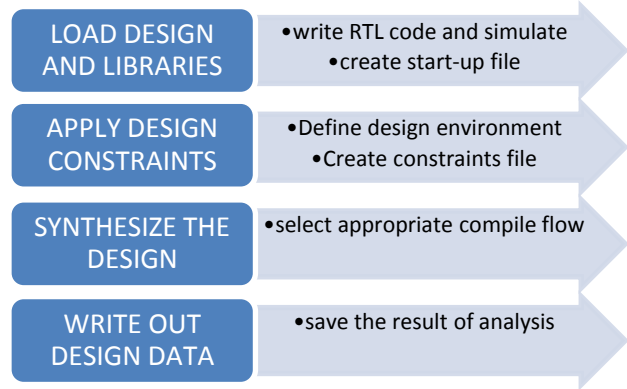 LOAD DESIGN
AND LIBRARIES
•write RTL code and simulate
•create start-up file
APPLY DESIGN
CONSTRAINTS
•Define design environment
•Create constraints file
SYNTHESIZE THE
DESIGN
•select appropriate compile flow
WRITE OUT
DESIGN DATA
•save the result of analysis